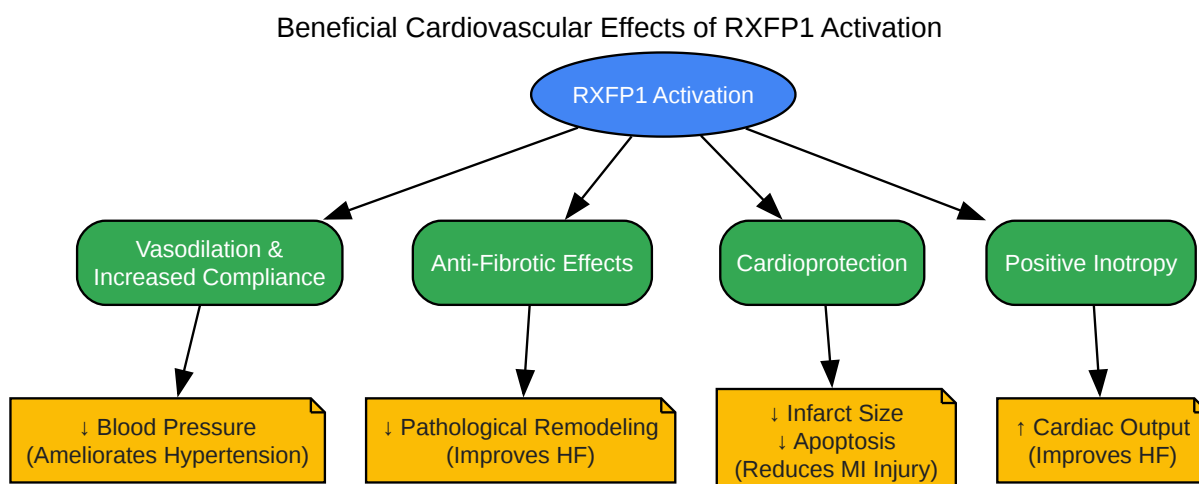 Beneficial Cardiovascular Effects of RXFP1 Activation
RXFP1 Activation
Vasodilation &
Increased Compliance
Anti-Fibrotic Effects
Cardioprotection
Positive Inotropy
↓ Blood Pressure
(Ameliorates Hypertension)
↓ Pathological Remodeling
(Improves HF)
↓ Infarct Size
↓ Apoptosis
(Reduces MI Injury)
↑ Cardiac Output
(Improves HF)